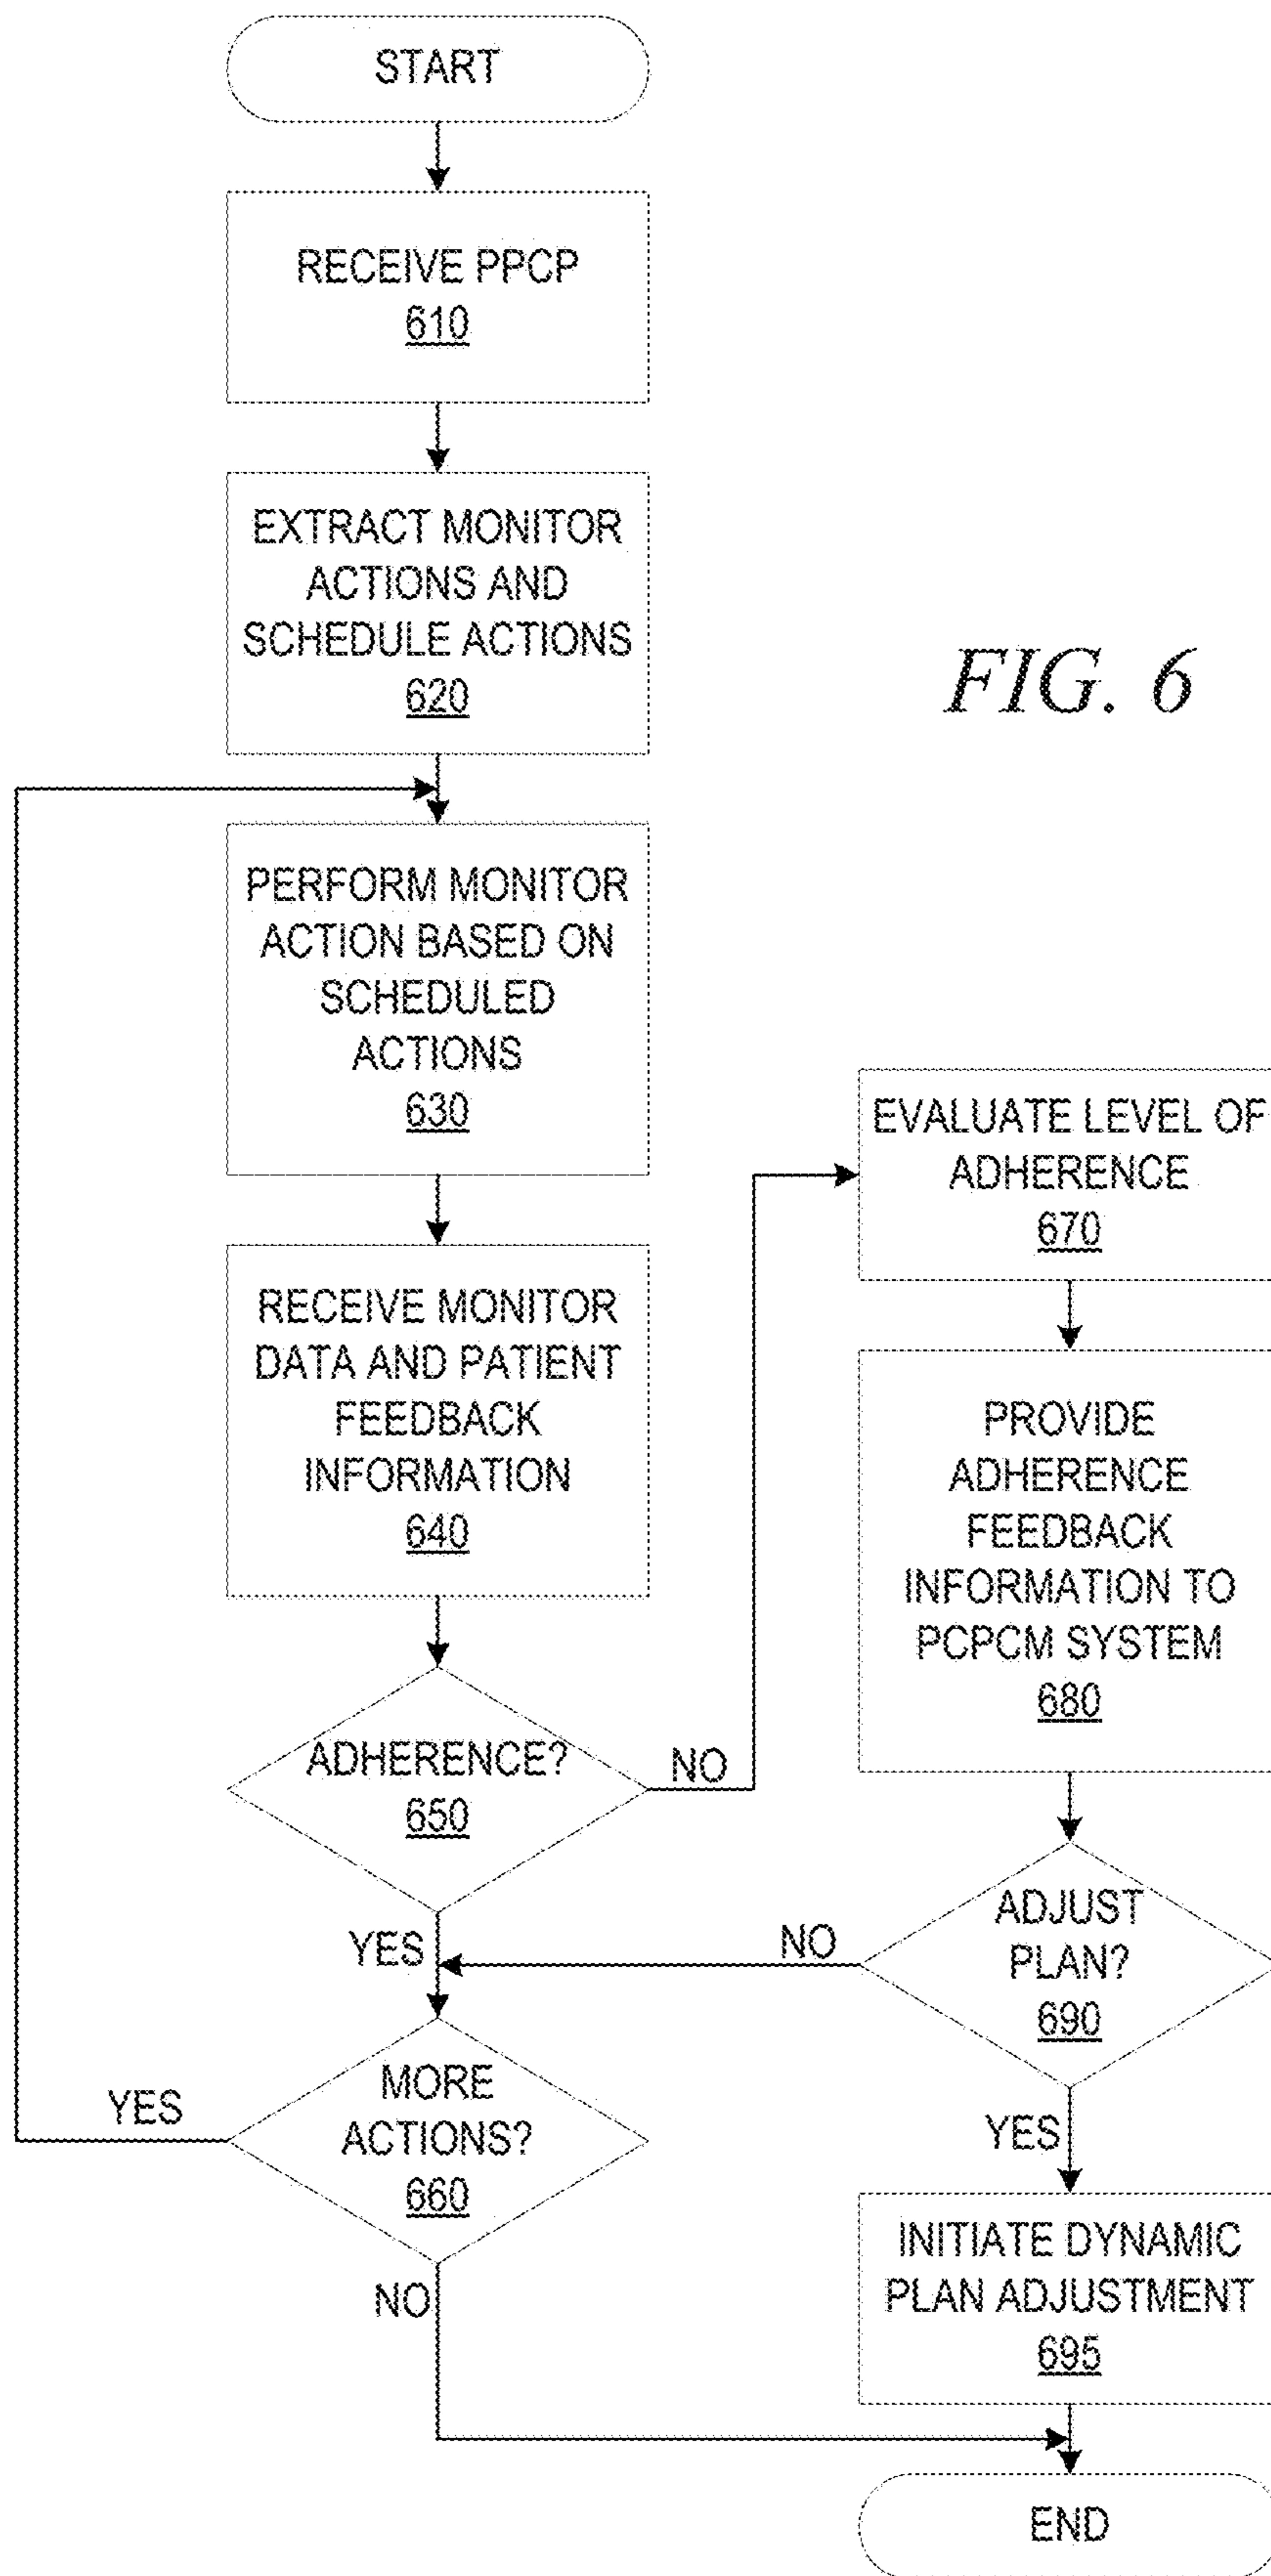 START
RECEIVE PPCP
610
EXTRACT MONITOR
ACTIONS AND
SCHEDULE ACTIONS
620
FIG. 6
PERFORM MONITOR
ACTION BASED ON
SCHEDULED
ACTIONS
630
RECEIVE MONITOR
DATA AND PATIENT
FEEDBACK
INFORMATION
640
ADHERENCE?
650
NO
YES
MORE
ACTIONS?
660
YES
NO
EVALUATE LEVEL OF
ADHERENCE
670
PROVIDE
ADHERENCE
FEEDBACK
INFORMATION TO
PCPCM SYSTEM
680
ADJUST
PLAN?
690
NO
YES
INITIATE DYNAMIC
PLAN ADJUSTMENT
695
END